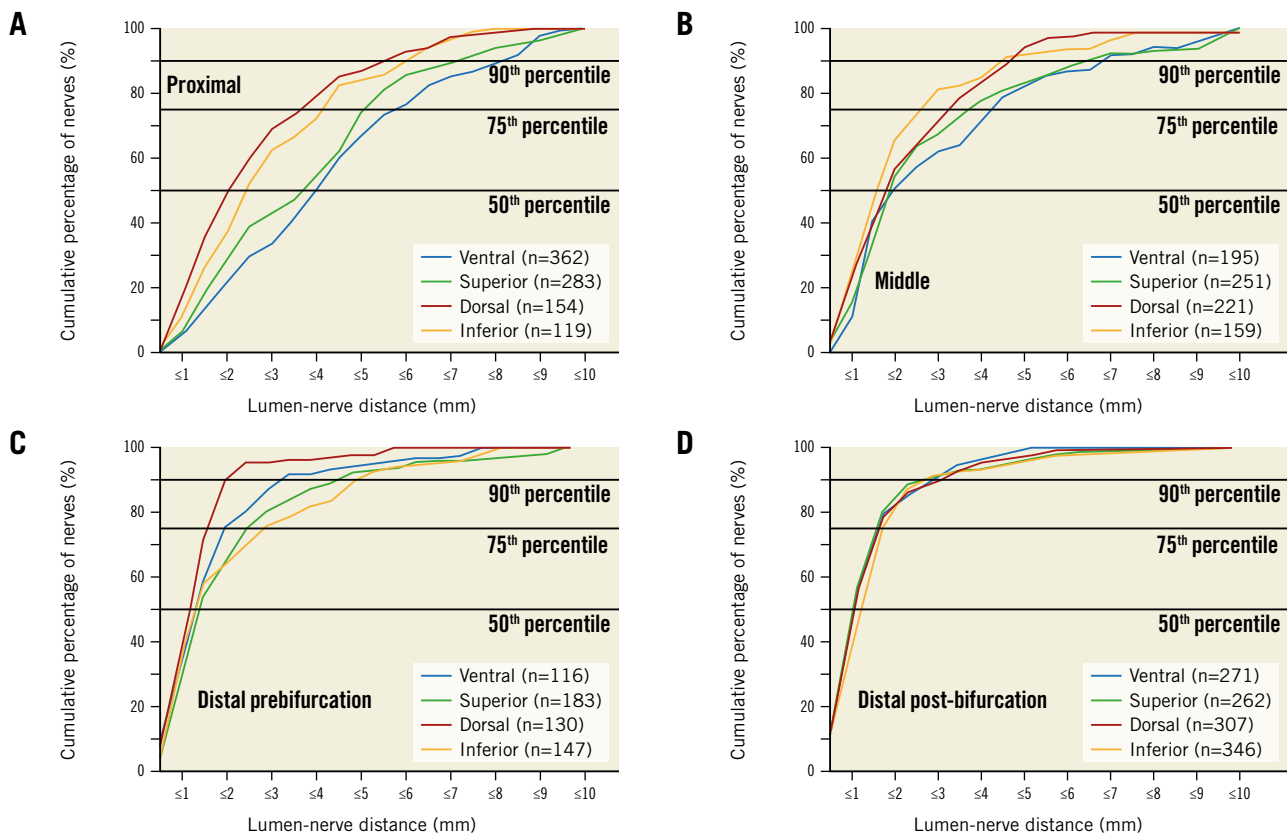 A
Cumulative percentage of nerves (%)
100
80
60
40
20
0
Proximal
90th percentile
75th percentile
50th percentile
Ventral (n=362)
Superior (n=283)
Dorsal (n=154)
Inferior (n=119)
≤1 ≤2 ≤3 ≤4 ≤5 ≤6 ≤7 ≤8 ≤9 ≤10
Lumen-nerve distance (mm)
B
Cumulative percentage of nerves (%)
100
80
60
40
20
0
90th percentile
75th percentile
50th percentile
Middle
Ventral (n=195)
Superior (n=251)
Dorsal (n=221)
Inferior (n=159)
≤1 ≤2 ≤3 ≤4 ≤5 ≤6 ≤7 ≤8 ≤9 ≤10
Lumen-nerve distance (mm)
C
Cumulative percentage of nerves (%)
100
80
60
40
20
0
90th percentile
75th percentile
50th percentile
Distal prebifurcation
Ventral (n=116)
Superior (n=183)
Dorsal (n=130)
Inferior (n=147)
≤1 ≤2 ≤3 ≤4 ≤5 ≤6 ≤7 ≤8 ≤9 ≤10
Lumen-nerve distance (mm)
D
Cumulative percentage of nerves (%)
100
80
60
40
20
0
90th percentile
75th percentile
50th percentile
Distal post-bifurcation
Ventral (n=271)
Superior (n=262)
Dorsal (n=307)
Inferior (n=346)
≤1 ≤2 ≤3 ≤4 ≤5 ≤6 ≤7 ≤8 ≤9 ≤10
Lumen-nerve distance (mm)